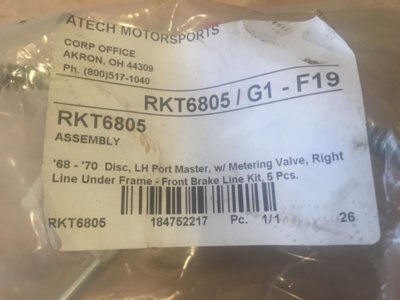 ATECH MOTORSPORTS
CORP OFFICE
AKRON, OH 44309
Ph. (800)517-1040
RKT6805 / G1 - F19
RKT6805
ASSEMBLY
'68 - '70 Disc, LH Port Master, w/ Metering Valve, Right
Line Under Frame - Front Brake Line Kit, 5 Pcs.
RKT6805 184752217 Pc. 1/1 26